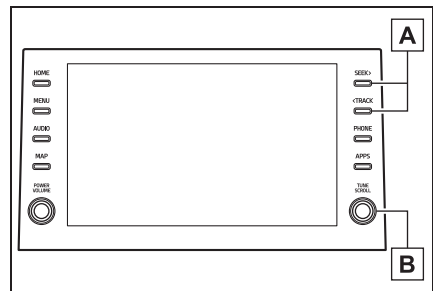 A
HOME
SEEK>
MENU
<TRACK
AUDIO
PHONE
MAP
APPS
POWER
VOLUME
TUNE
SCROLL
B